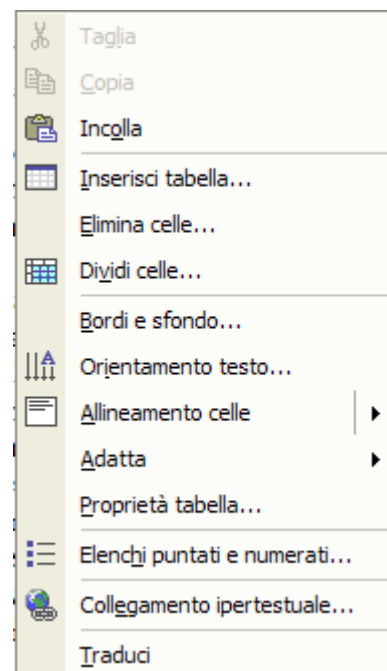 Taglia
Copia
Incolla
Inserisci tabella...
Elimina celle...
Dividi celle...
Bordi e sfondo...
Orientamento testo...
Allineamento celle
Adatta
Proprietà tabella...
Elenchi puntati e numerati...
Collegamento ipertestuale...
Traduci